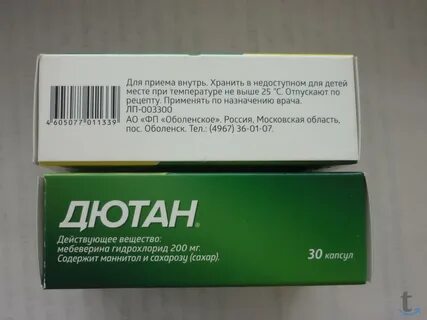 Для приема внутрь. Хранить в недоступном для детей
месте при температуре не выше 25 °С. Отпускают по
рецепту. Применять по назначению врача.
ЛП-003300
АО «ФП «Оболенское». Россия, Московская область,
пос. Оболенск. Тел.: (4967) 36-01-07.
4 605077 011339
ДЮТАН®
Действующее вещество:
мебеверина гидрохлорид 200 мг.
Содержит маннитол и сахарозу (сахар).
30 капсул
t